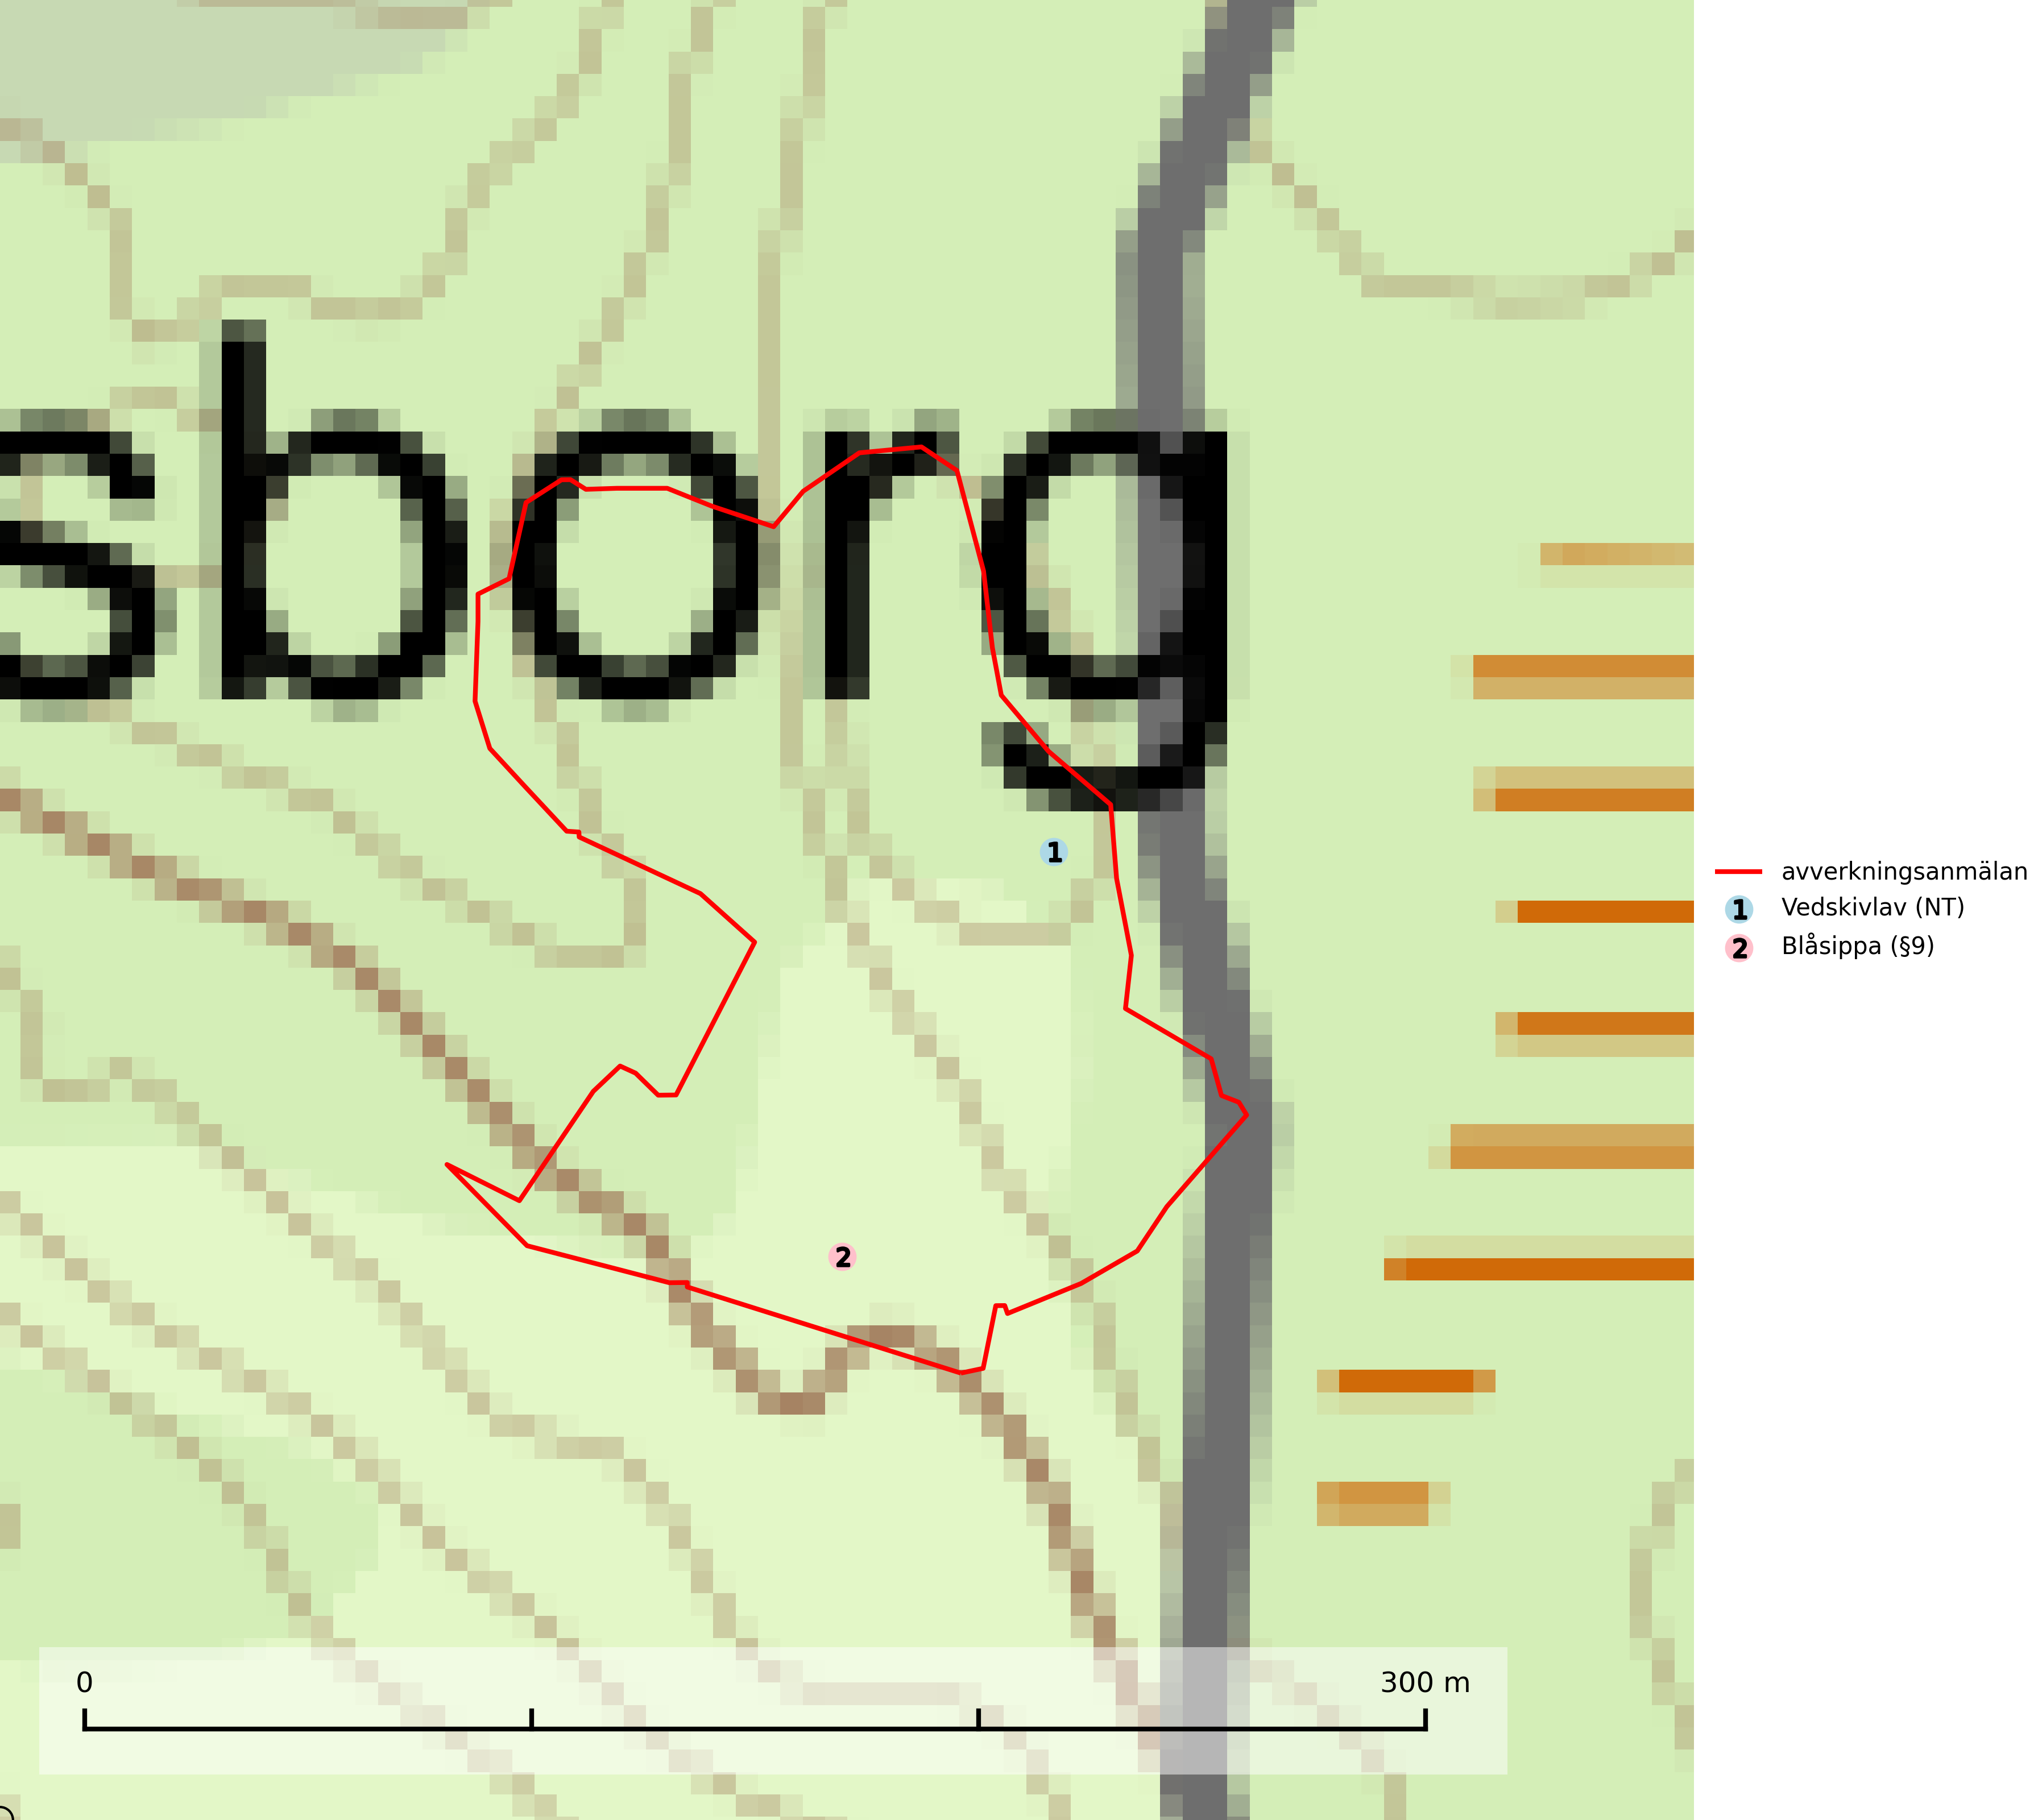 sborg
1
2
0 300 m
avverkningsanmälan
1 Vedskivlav (NT)
2 Blåsippa (§9)